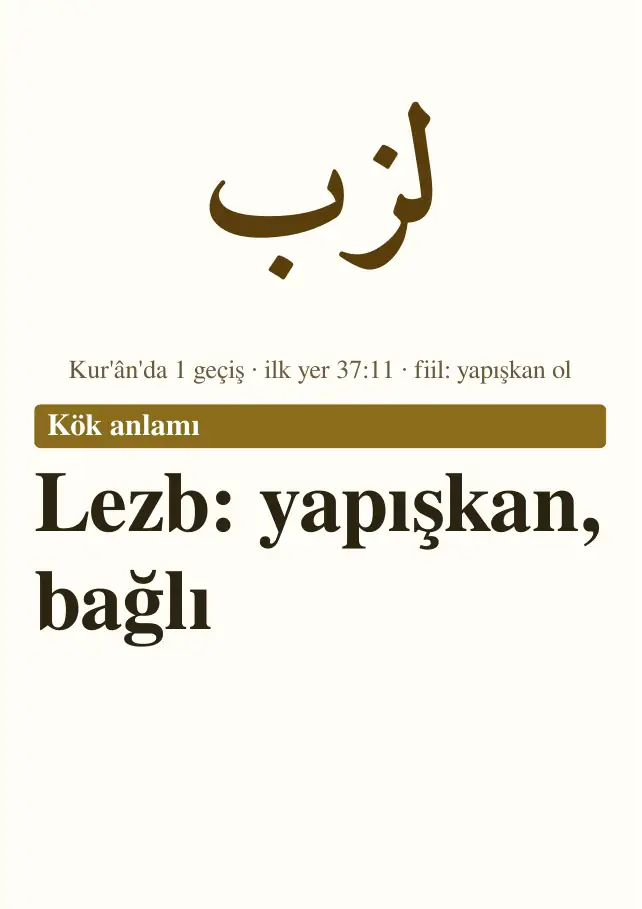 لزب
Kur'ân'da 1 geçiş · ilk yer 37:11 · fiil: yapışkan ol
Kök anlamı
Lezb: yapışkan,
bağlı